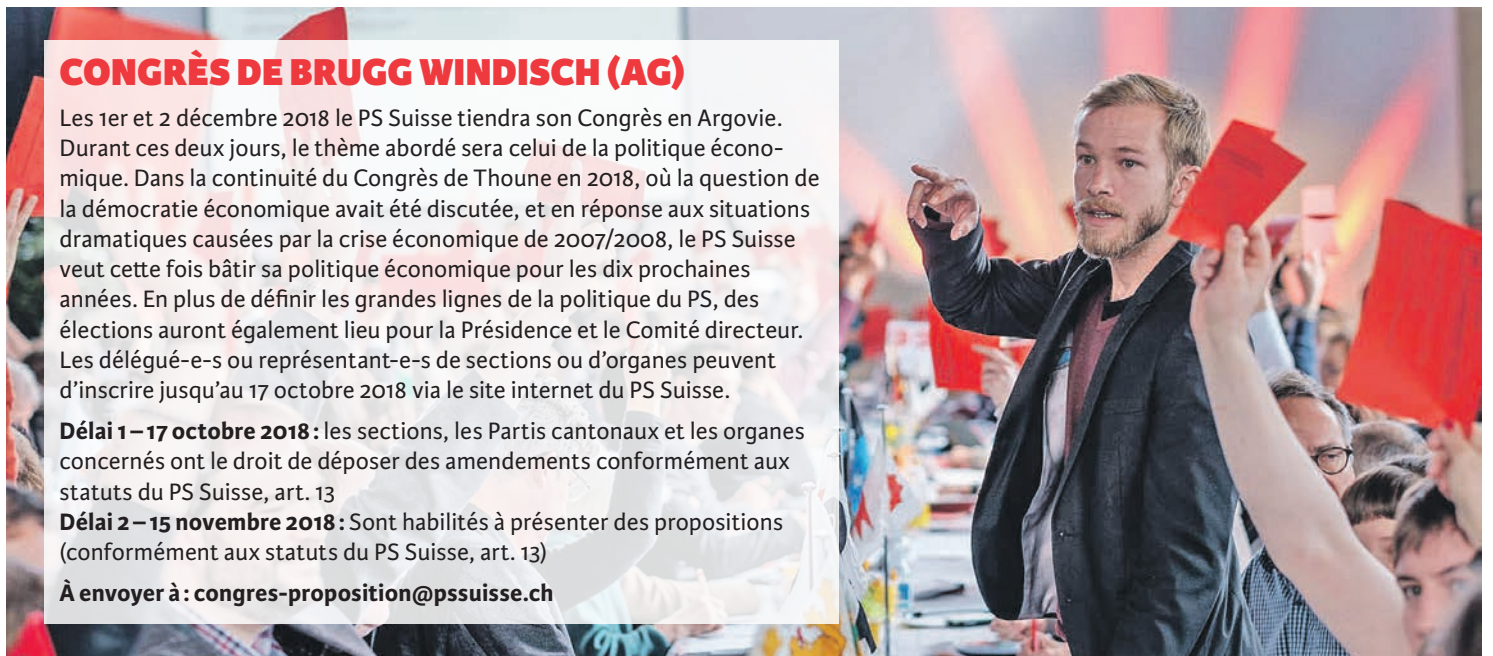 CONGRÈS DE BRUGG WINDISCH (AG)
Les 1er et 2 décembre 2018 le PS Suisse tiendra son Congrès en Argovie.
Durant ces deux jours, le thème abordé sera celui de la politique écono-
mique. Dans la continuité du Congrès de Thoune en 2018, où la question de
la démocratie économique avait été discutée, et en réponse aux situations
dramatiques causées par la crise économique de 2007/2008, le PS Suisse
veut cette fois bâtir sa politique économique pour les dix prochaines
années. En plus de définir les grandes lignes de la politique du PS, des
élections auront également lieu pour la Présidence et le Comité directeur.
Les délégué-e-s ou représentant-e-s de sections ou d’organes peuvent
d’inscrire jusqu’au 17 octobre 2018 via le site internet du PS Suisse.
Délai 1 – 17 octobre 2018 : les sections, les Partis cantonaux et les organes
concernés ont le droit de déposer des amendements conformément aux
statuts du PS Suisse, art. 13
Délai 2 – 15 novembre 2018 : Sont habilités à présenter des propositions
(conformément aux statuts du PS Suisse, art. 13)
À envoyer à : congres-proposition@pssuisse.ch